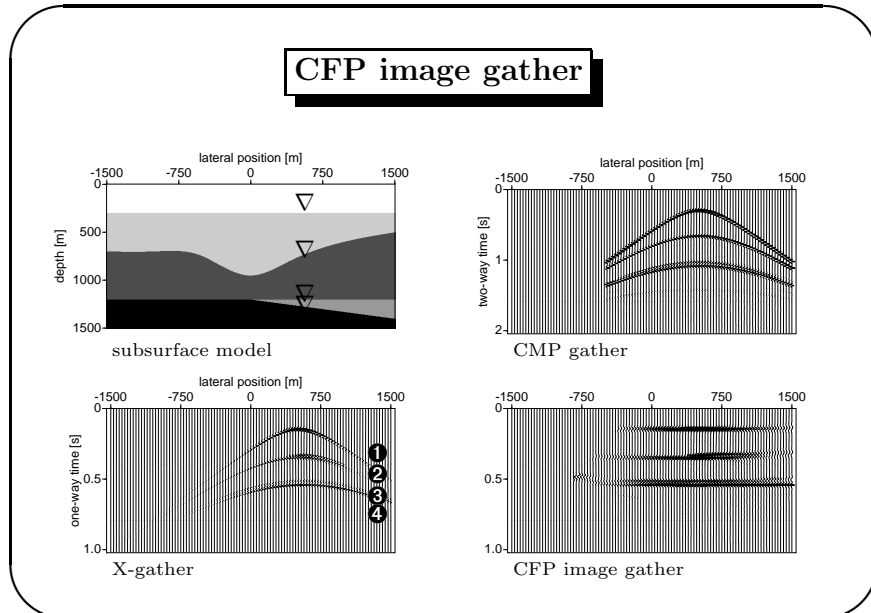 CFP image gather
lateral position [m]
-1500 -750 0 750 1500
0
500
1000
1500
depth [m]
subsurface model
lateral position [m]
-1500 -750 0 750 1500
0
1
2
two-way time [s]
CMP gather
lateral position [m]
-1500 -750 0 750 1500
0
0.5
1.0
one-way time [s]
1
2
3
4
X-gather
-1500 -750 0 750 1500
0
0.5
1.0
CFP image gather